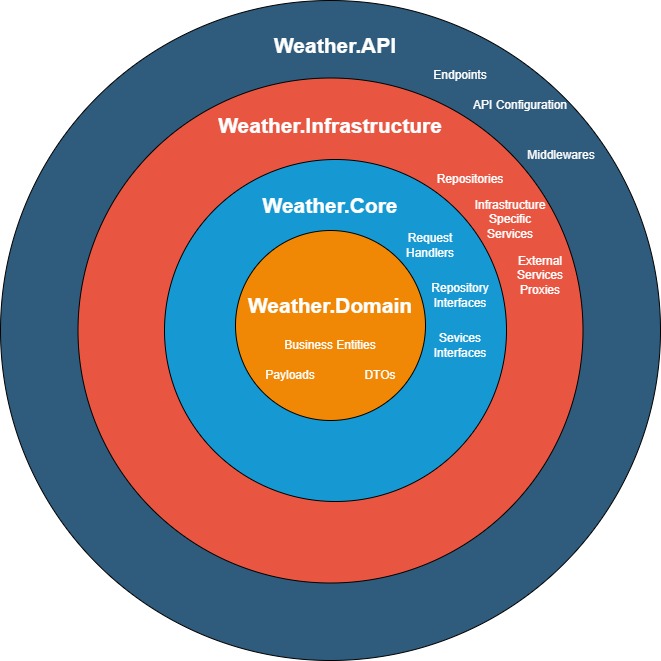 Weather.API
Endpoints
API Configuration
Weather.Infrastructure
Middlewares
Repositories
Infrastructure
Specific
Services
External
Services
Proxies
Weather.Core
Request
Handlers
Repository
Interfaces
Sevices
Interfaces
Weather.Domain
Business Entities
Payloads
DTOs